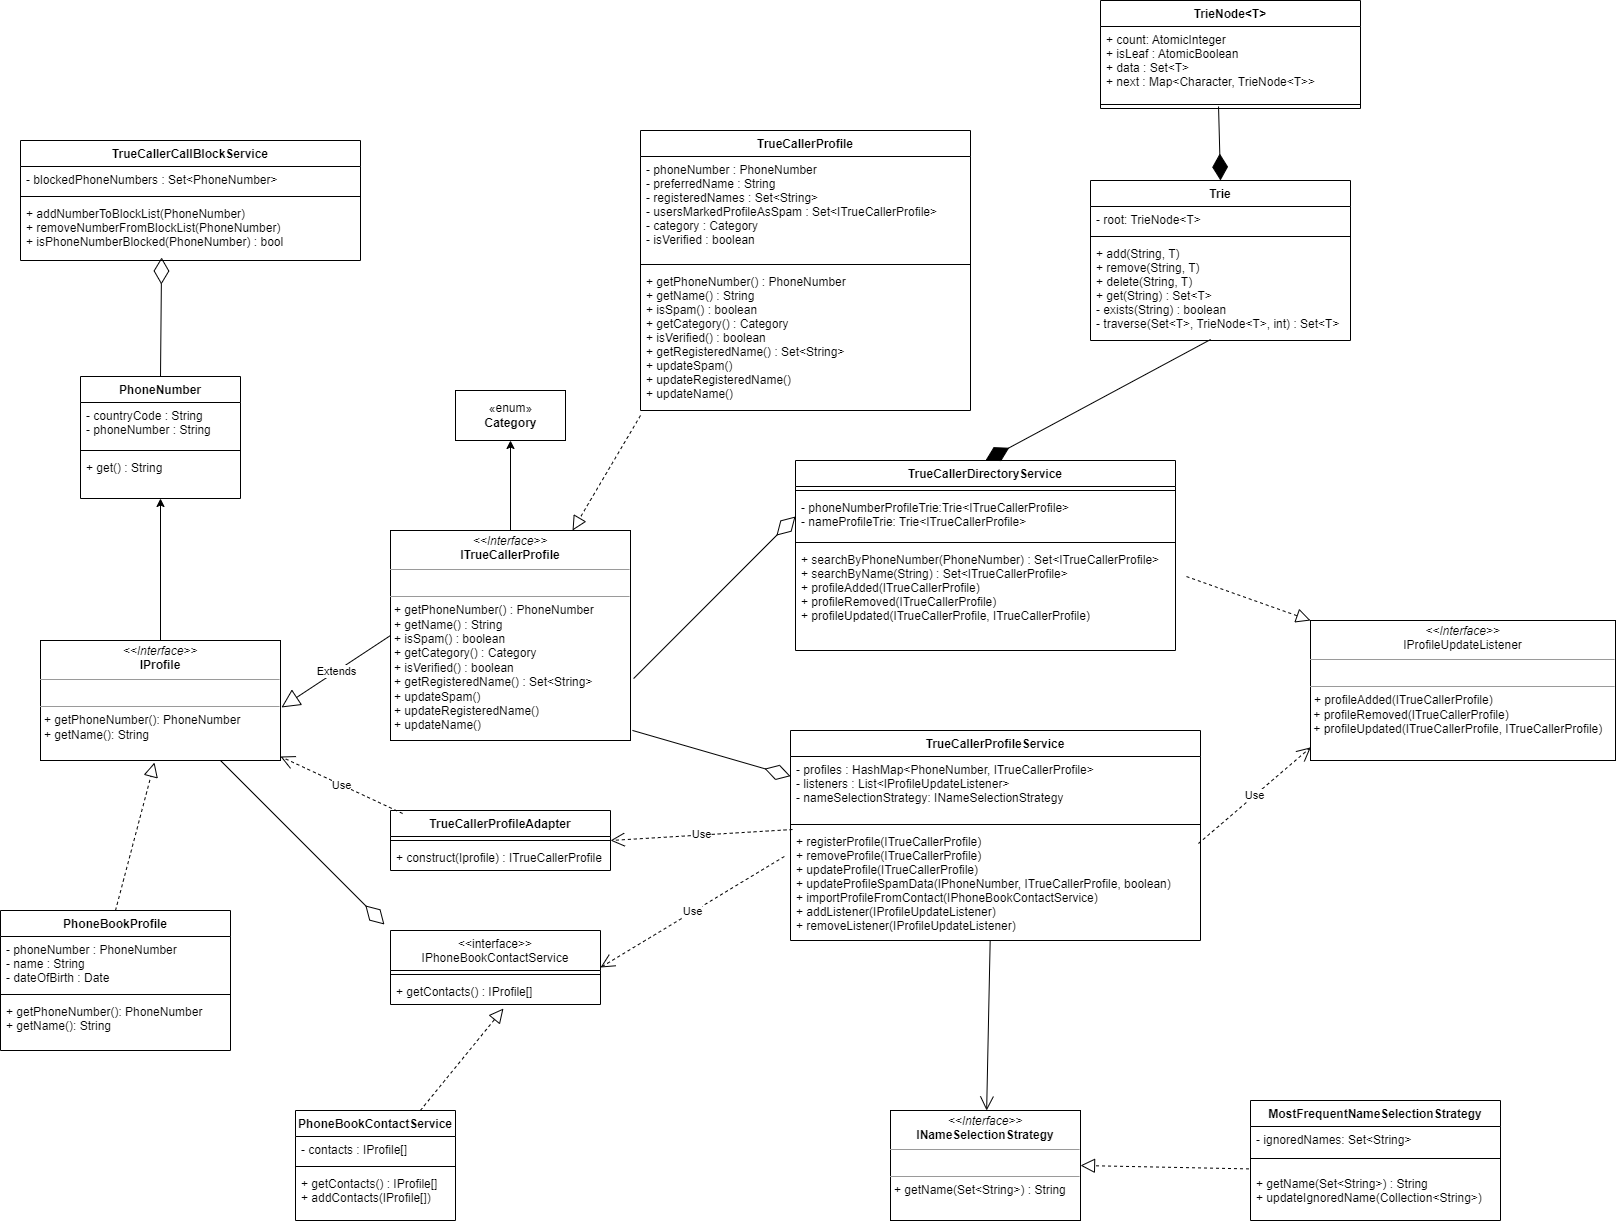 TrieNode<T>
+ count: AtomicInteger
+ isLeaf : AtomicBoolean
+ data : Set<T>
+ next : Map<Character, TrieNode<T>>
TrueCallerCallBlockService
- blockedPhoneNumbers : Set<PhoneNumber>
+ addNumberToBlockList(PhoneNumber)
+ removeNumberFromBlockList(PhoneNumber)
+ isPhoneNumberBlocked(PhoneNumber) : bool
TrueCallerProfile
- phoneNumber : PhoneNumber
- preferredName : String
- registeredNames : Set<String>
- usersMarkedProfileAsSpam : Set<ITrueCallerProfile>
- category : Category
- isVerified : boolean
+ getPhoneNumber() : PhoneNumber
+ getName() : String
+ isSpam() : boolean
+ getCategory() : Category
+ isVerified() : boolean
+ getRegisteredName() : Set<String>
+ updateSpam()
+ updateRegisteredName()
+ updateName()
Trie
- root: TrieNode<T>
+ add(String, T)
+ remove(String, T)
+ delete(String, T)
+ get(String) : Set<T>
- exists(String) : boolean
- traverse(Set<T>, TrieNode<T>, int) : Set<T>
PhoneNumber
- countryCode : String
- phoneNumber : String
+ get() : String
«enum»
Category
TrueCallerDirectoryService
- phoneNumberProfileTrie:Trie<ITrueCallerProfile>
- nameProfileTrie: Trie<ITrueCallerProfile>
+ searchByPhoneNumber(PhoneNumber) : Set<ITrueCallerProfile>
+ searchByName(String) : Set<ITrueCallerProfile>
+ profileAdded(ITrueCallerProfile)
+ profileRemoved(ITrueCallerProfile)
+ profileUpdated(ITrueCallerProfile, ITrueCallerProfile)
<<Interface>>
ITrueCallerProfile
+ getPhoneNumber() : PhoneNumber
+ getName() : String
+ isSpam() : boolean
+ getCategory() : Category
+ isVerified() : boolean
+ getRegisteredName() : Set<String>
+ updateSpam()
+ updateRegisteredName()
+ updateName()
<<Interface>>
IProfileUpdateListener
+ profileAdded(ITrueCallerProfile)
+ profileRemoved(ITrueCallerProfile)
+ profileUpdated(ITrueCallerProfile, ITrueCallerProfile)
<<Interface>>
IProfile
+ getPhoneNumber(): PhoneNumber
+ getName(): String
Extends
Use
TrueCallerProfileService
- profiles : HashMap<PhoneNumber, ITrueCallerProfile>
- listeners : List<IProfileUpdateListener>
- nameSelectionStrategy: INameSelectionStrategy
+ registerProfile(ITrueCallerProfile)
+ removeProfile(ITrueCallerProfile)
+ updateProfile(ITrueCallerProfile)
+ updateProfileSpamData(IPhoneNumber, ITrueCallerProfile, boolean)
+ importProfileFromContact(IPhoneBookContactService)
+ addListener(IProfileUpdateListener)
+ removeListener(IProfileUpdateListener)
Use
TrueCallerProfileAdapter
+ construct(Iprofile) : ITrueCallerProfile
Use
Use
PhoneBookProfile
- phoneNumber : PhoneNumber
- name : String
- dateOfBirth : Date
+ getPhoneNumber(): PhoneNumber
+ getName(): String
<<interface>>
IPhoneBookContactService
+ getContacts() : IProfile[]
PhoneBookContactService
- contacts : IProfile[]
+ getContacts() : IProfile[]
+ addContacts(IProfile[])
<<Interface>>
INameSelectionStrategy
+ getName(Set<String>) : String
MostFrequentNameSelectionStrategy
- ignoredNames: Set<String>
+ getName(Set<String>) : String
+ updateIgnoredName(Collection<String>)